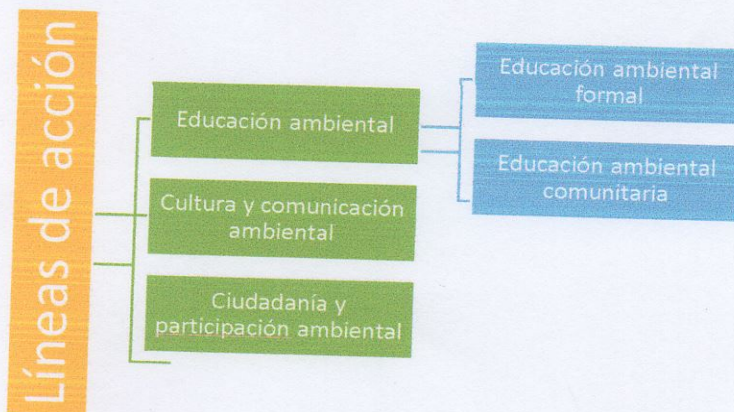 Líneas de acción
Educación ambiental
Cultura y comunicación
ambiental
Ciudadanía y
participación ambiental
Educación ambiental
formal
Educación ambiental
comunitaria